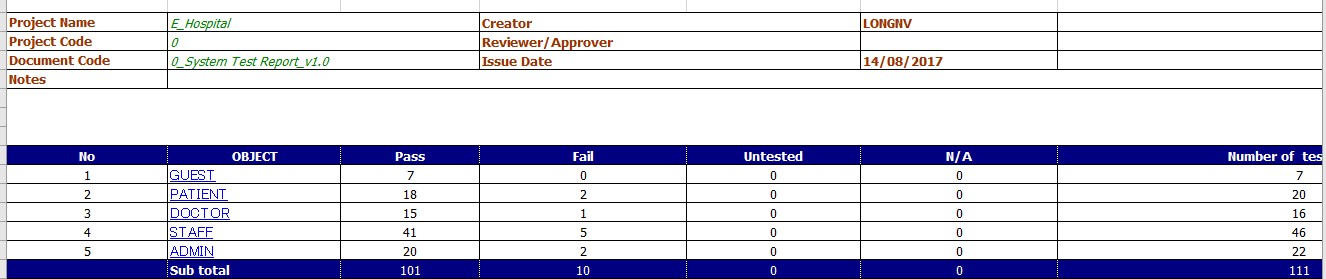 Project Name E_Hospital Creator LONGNV
Project Code 0 Reviewer/Approver
Document Code 0_System Test Report_v1.0 Issue Date 14/08/2017
Notes
No OBJECT Pass Fail Untested N/A Number of tes
1 GUEST 7 0 0 0 7
2 PATIENT 18 2 0 0 20
3 DOCTOR 15 1 0 0 16
4 STAFF 41 5 0 0 46
5 ADMIN 20 2 0 0 22
Sub total 101 10 0 0 111